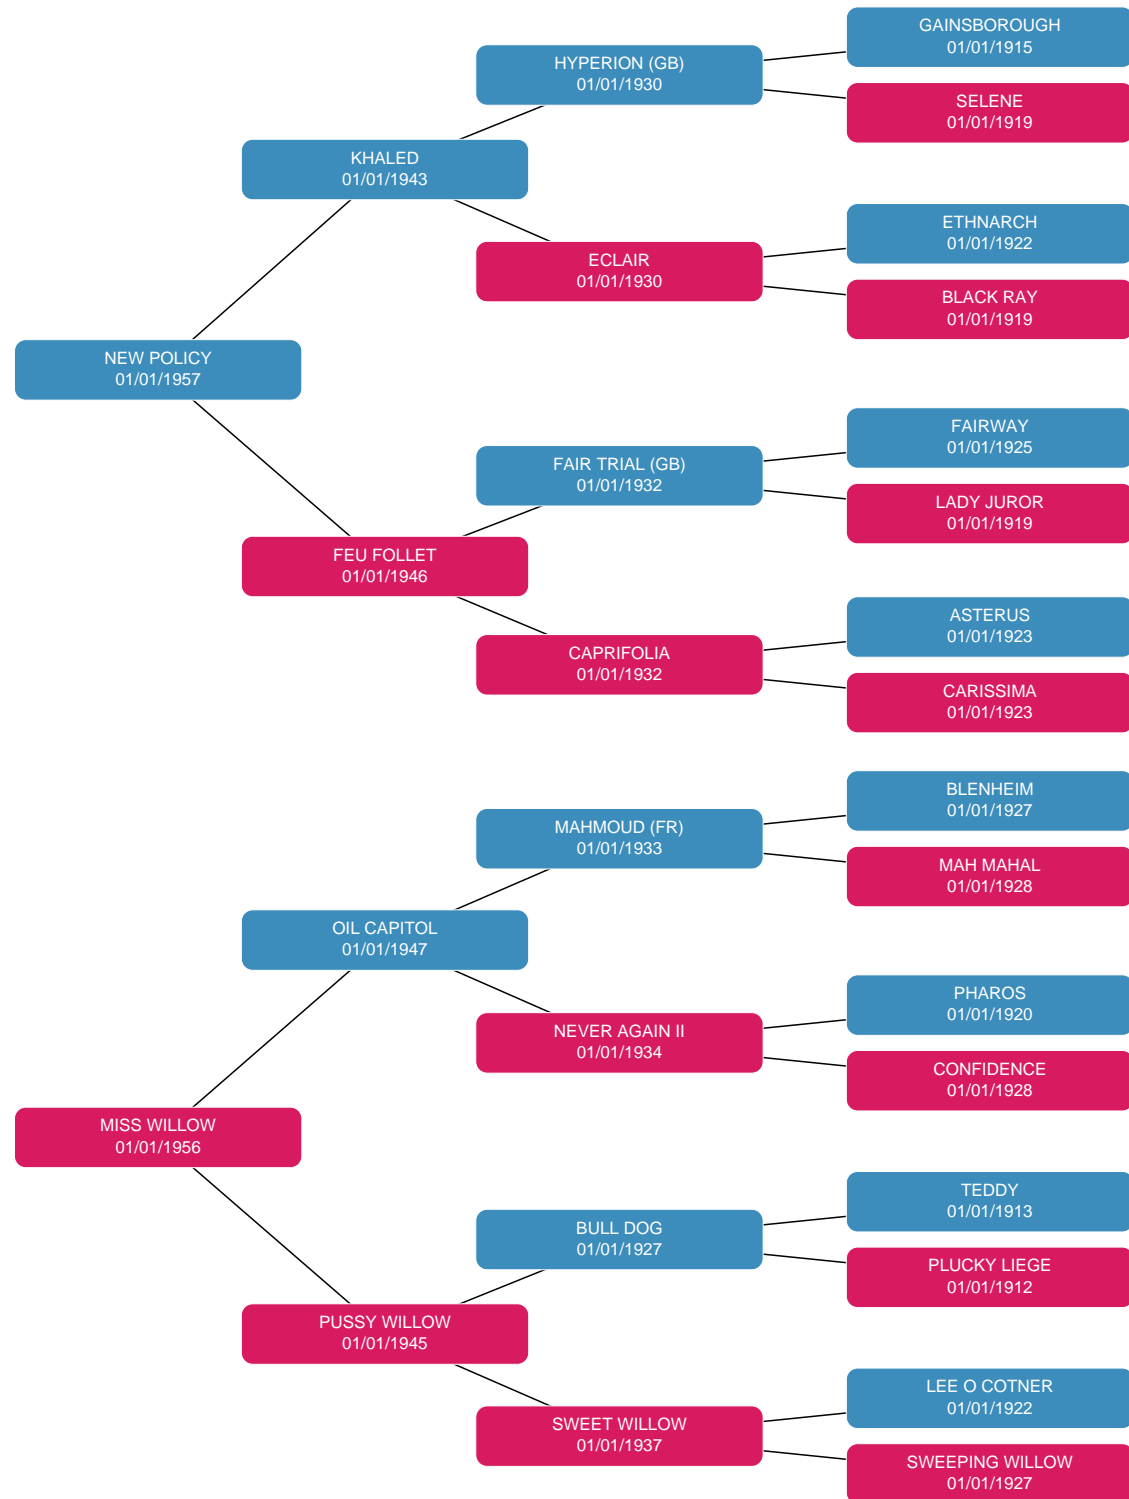 GAINSBOROUGH
01/01/1915
HYPERION (GB)
01/01/1930
SELENE
01/01/1919
KHALED
01/01/1943
ETHNARCH
01/01/1922
ECLAIR
01/01/1930
BLACK RAY
01/01/1919
NEW POLICY
01/01/1957
FAIRWAY
01/01/1925
FAIR TRIAL (GB)
01/01/1932
LADY JUROR
01/01/1919
FEU FOLLET
01/01/1946
ASTERUS
01/01/1923
CAPRIFOLIA
01/01/1932
CARISSIMA
01/01/1923
BLENHEIM
01/01/1927
MAHMOUD (FR)
01/01/1933
MAH MAHAL
01/01/1928
OIL CAPITOL
01/01/1947
PHAROS
01/01/1920
NEVER AGAIN II
01/01/1934
CONFIDENCE
01/01/1928
MISS WILLOW
01/01/1956
TEDDY
01/01/1913
BULL DOG
01/01/1927
PLUCKY LIEGE
01/01/1912
PUSSY WILLOW
01/01/1945
LEE O COTNER
01/01/1922
SWEET WILLOW
01/01/1937
SWEEPING WILLOW
01/01/1927